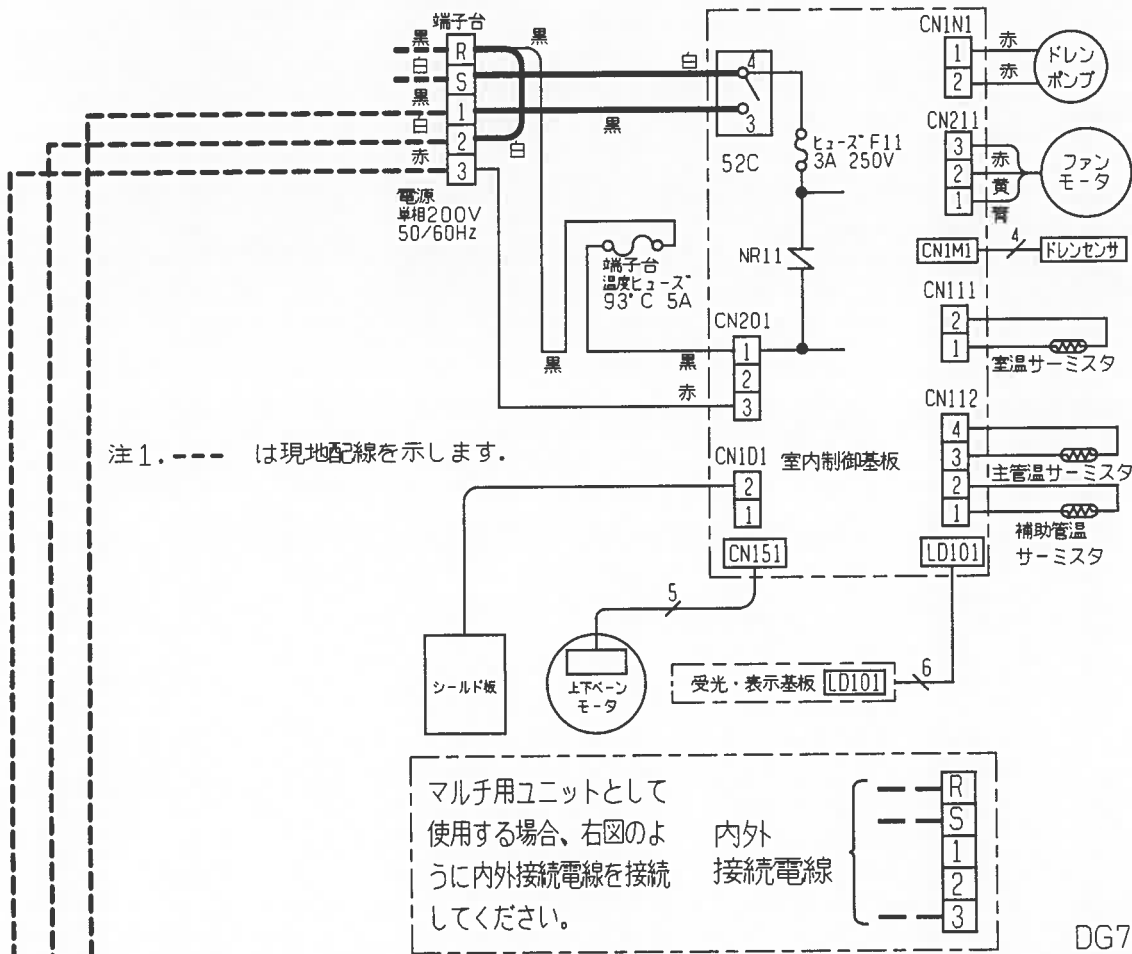 端子台
黒
R
白
S
黒
1
白
2
赤
3
電源
単相200V
50/60Hz
黒
白
白
黒
4
3
52C
ヒューズ F11
3A 250V
NR11
端子台
温度ヒューズ
93°C 5A
黒
黒
赤
CN201
1
2
3
CN1D1
2
1
室内制御基板
CN151
LD101
CN1N1
1
2
赤
赤
ドレン
ポンプ
CN211
3
2
1
赤
黄
青
ファン
モータ
CN1M1
4
ドレンセンサ
CN111
2
1
室温サーミスタ
CN112
4
3
2
1
主管温サーミスタ
補助管温
サーミスタ
注1.---- は現地配線を示します.
シールド板
5
上下ベーン
モータ
受光・表示基板 LD101
6
マルチ用ユニットとして
使用する場合、右図のよ
うに内外接続電線を接続
してください。
内外
接続電線
R
S
1
2
3
DG7